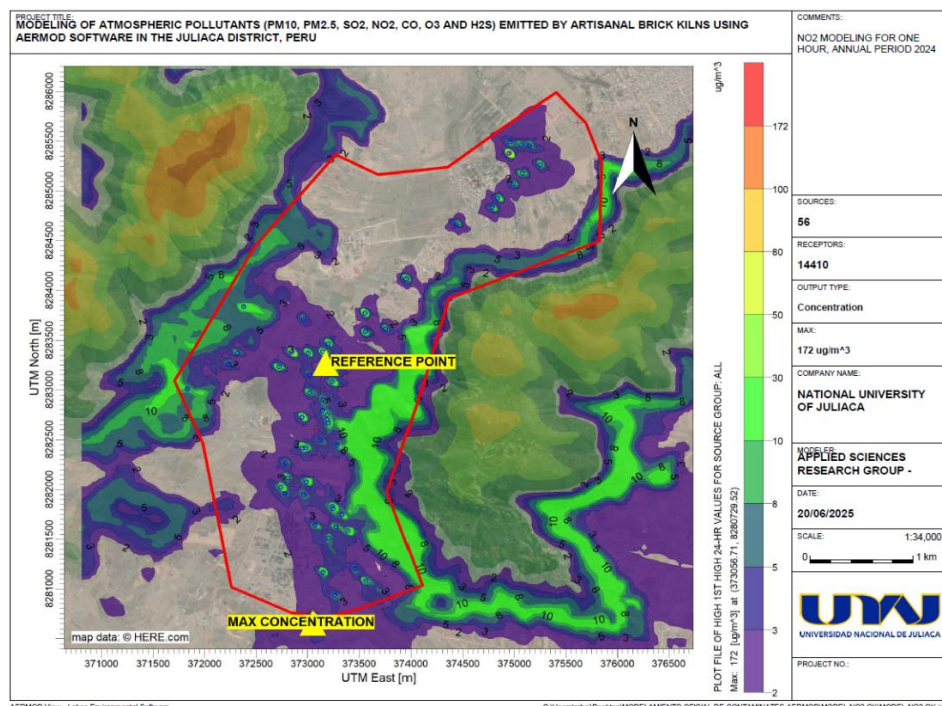 PROJECT TITLE:
MODELING OF ATMOSPHERIC POLLUTANTS (PM10, PM2.5, SO2, NO2, CO, O3 AND H2S) EMITTED BY ARTISANAL BRICK KILNS USING
AERMOD SOFTWARE IN THE JULIACA DISTRICT, PERU
COMMENTS:
NO2 MODELING FOR ONE
HOUR, ANNUAL PERIOD 2024
SOURCES:
56
RECEPTORS:
14410
OUTPUT TYPE:
Concentration
MAX:
172 ug/m^3
COMPANY NAME:
NATIONAL UNIVERSITY
OF JULIACA
MODELER:
APPLIED SCIENCES
RESEARCH GROUP -
DATE:
20/06/2025
SCALE:
1:34,000
0
1 km
UNAJ
UNIVERSIDAD NACIONAL DE JULIACA
PROJECT NO.:
ug/m^3
172
100
80
50
30
10
8
5
3
2
PLOT FILE OF HIGH 1ST HIGH 24-HR VALUES FOR SOURCE GROUP: ALL
Max: 172 [ug/m^3] at (373056.71, 8280729.52)
N
REFERENCE POINT
MAX CONCENTRATION
map data: © HERE.com
UTM North [m]
8286000
8285500
8285000
8284500
8284000
8283500
8283000
8282500
8282000
8281500
8281000
371000
371500
372000
372500
373000
373500
374000
374500
375000
375500
376000
376500
UTM East [m]
AERMOD View - Lakes Environmental Software